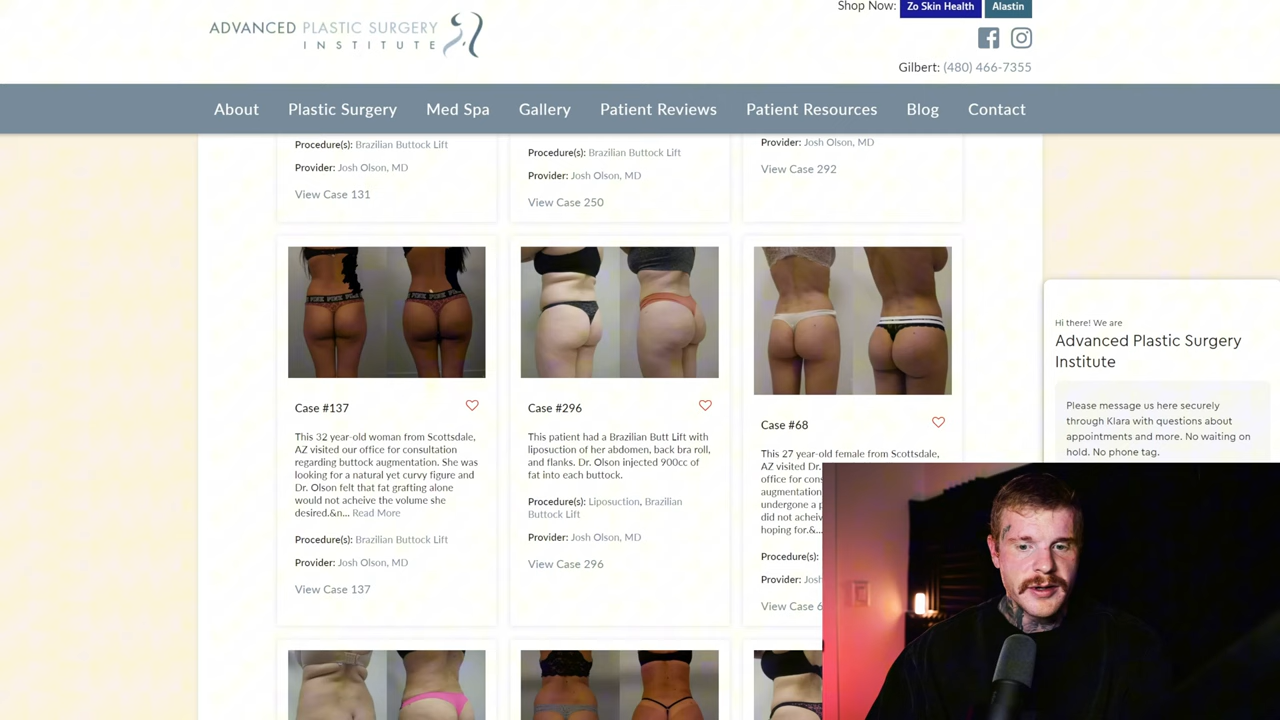 ADVANCED PLASTIC SURGERY
INSTITUTE
Shop Now: Zo Skin Health Alastin
Gilbert: (480) 466-7355
About Plastic Surgery Med Spa Gallery Patient Reviews Patient Resources Blog Contact
Procedure(s): Brazilian Buttock Lift
Provider: Josh Olson, MD
View Case 131
Procedure(s): Brazilian Buttock Lift
Provider: Josh Olson, MD
View Case 250
Provider: Josh Olson, MD
View Case 292
PINK PINK PINK
Case #137
This 32 year-old woman from Scottsdale,
AZ visited our office for consultation
regarding buttock augmentation. She was
looking for a natural yet curvy figure and
Dr. Olson felt that fat grafting alone
would not acheive the volume she
desired.&n... Read More
Procedure(s): Brazilian Buttock Lift
Provider: Josh Olson, MD
View Case 137
Case #296
This patient had a Brazilian Butt Lift with
liposuction of her abdomen, back bra roll,
and flanks. Dr. Olson injected 900cc of
fat into each buttock.
Procedure(s): Liposuction, Brazilian
Buttock Lift
Provider: Josh Olson, MD
View Case 296
Case #68
This 27 year-old female from Scottsdale,
AZ visited Dr.
office for cons
augmentation
undergone a p
did not acheiv
hoping for.&...
Procedure(s):
Provider: Josh
View Case 6
Hi there! We are
Advanced Plastic Surgery
Institute
Please message us here securely
through Klara with questions about
appointments and more. No waiting on
hold. No phone tag.